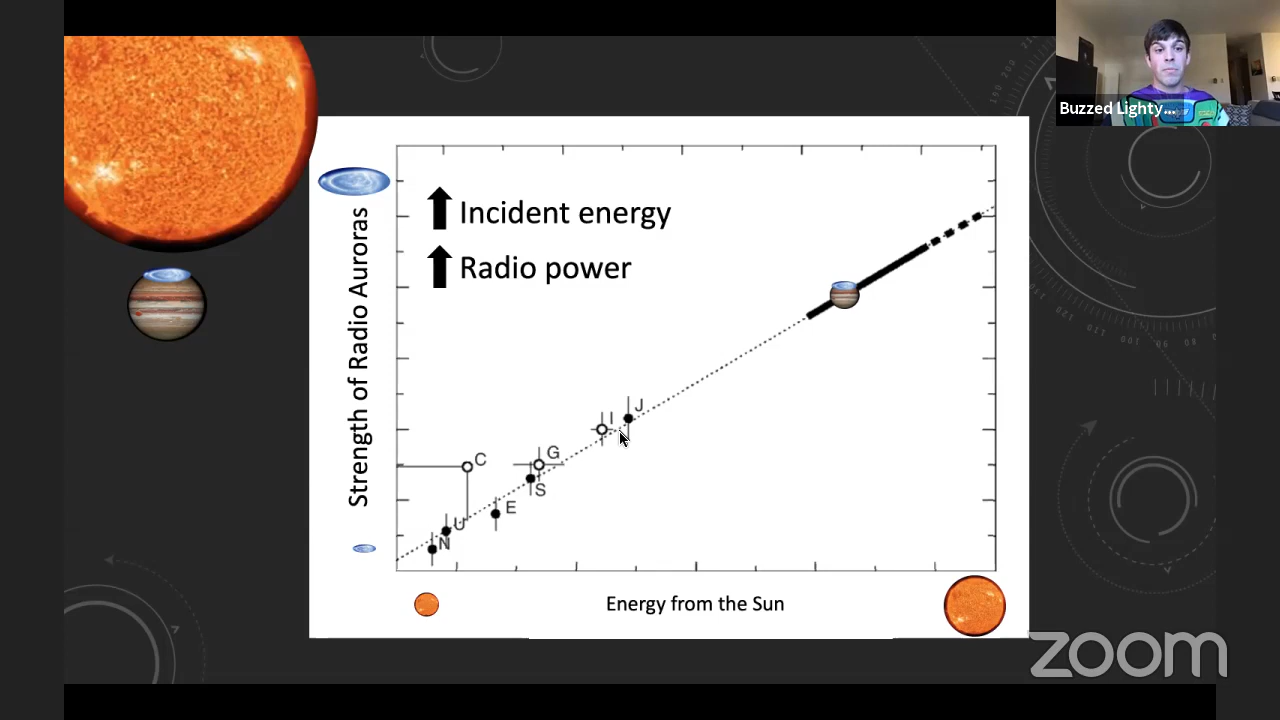 Buzzed Lighty...
Incident energy
Radio power
Strength of Radio Auroras
J
I
G
C
S
E
U
N
Energy from the Sun
zoom